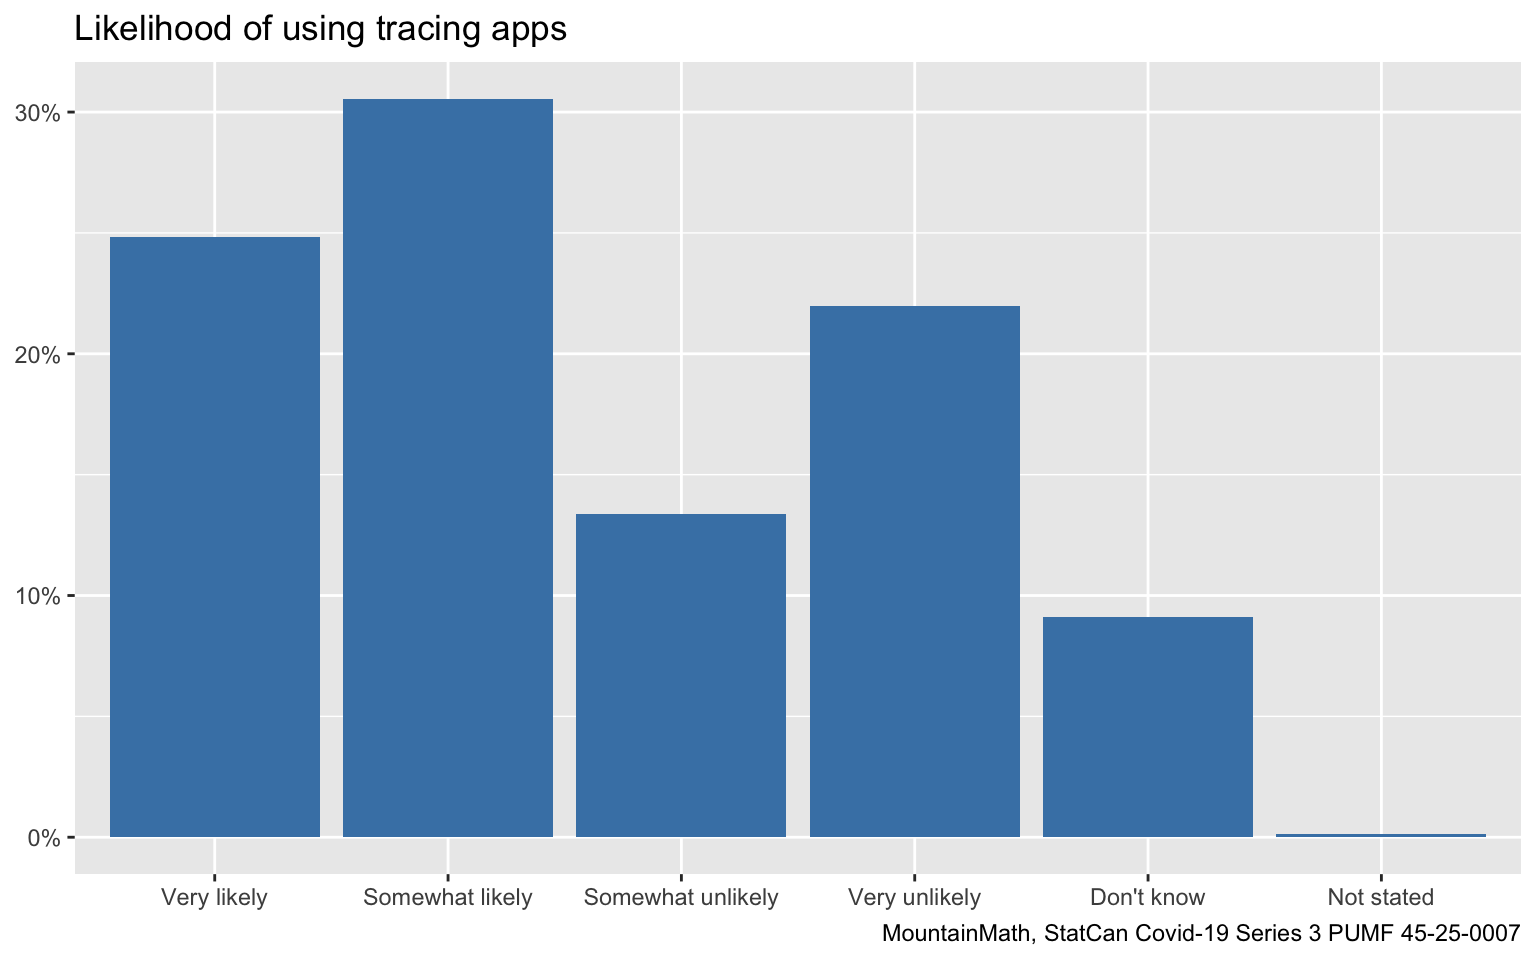 Likelihood of using tracing apps
30%
20%
10%
0%
Very likely Somewhat likely Somewhat unlikely Very unlikely Don't know Not stated
MountainMath, StatCan Covid-19 Series 3 PUMF 45-25-0007